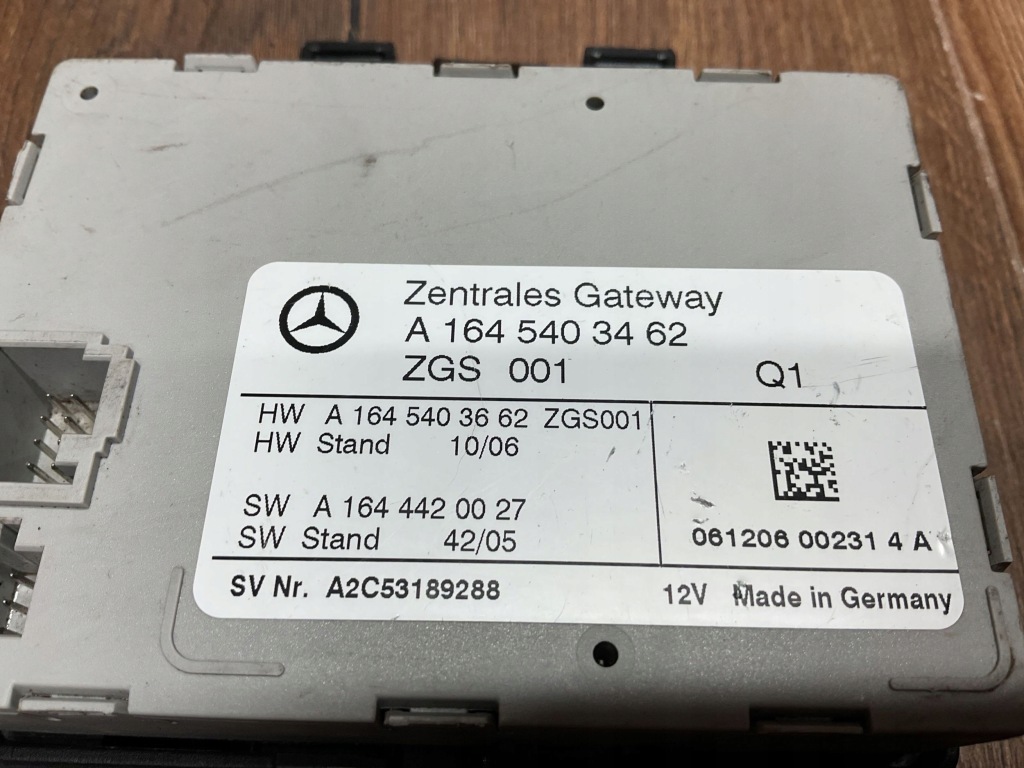 Zentrales Gateway
A 164 540 34 62
ZGS 001 Q1
HW A 164 540 36 62 ZGS001
HW Stand 10/06
SW A 164 442 00 27
SW Stand 42/05
061206 00231 4 A
SV Nr. A2C53189288 12V Made in Germany